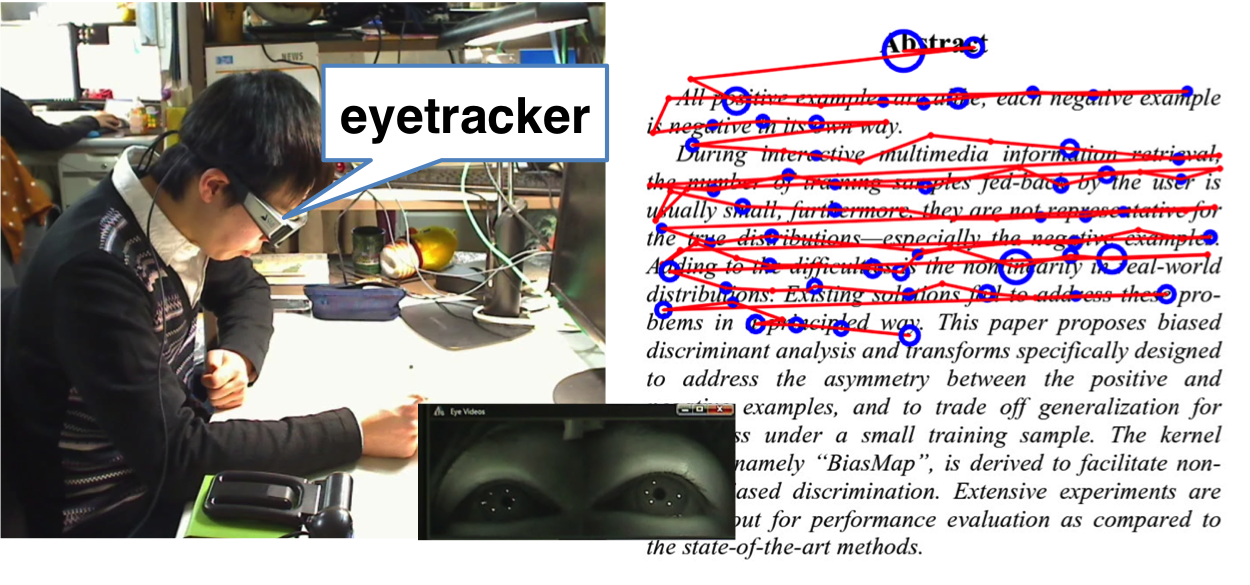 NEWS
eyetracker
Eye Videos
Abstract
All positive examples are alike, each negative example
is negative in its own way.
During interactive multimedia information retrieval,
the number of training samples fed-back by the user is
usually small, furthermore, they are not representative for
the true distributions—especially the negative examples.
Adding to the difficulties is the nonlinearity in real-world
distributions. Existing solutions fail to address these pro-
blems in a principled way. This paper proposes biased
discriminant analysis and transforms specifically designed
to address the asymmetry between the positive and
examples, and to trade off generalization for
under a small training sample. The kernel
namely “BiasMap”, is derived to facilitate non-
discrimination. Extensive experiments are
out for performance evaluation as compared to
the state-of-the-art methods.